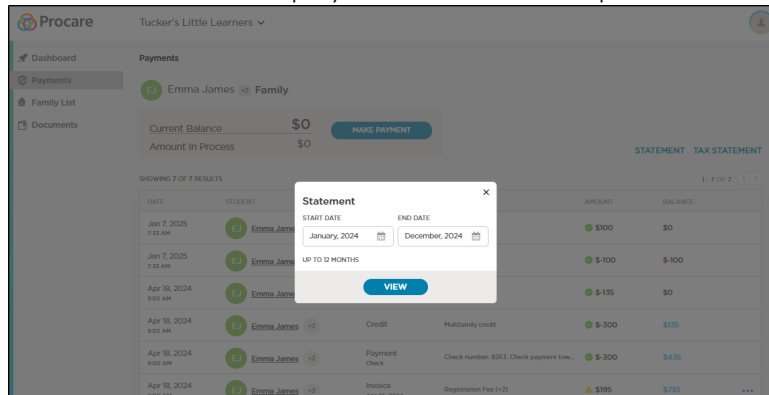 Procare
Tucker's Little Learners
Dashboard
Payments
Family List
Documents
Payments
EJ Emma James +2 Family
Current Balance $0
MAKE PAYMENT
Amount In Process $0
STATEMENT TAX STATEMENT
SHOWING 7 OF 7 RESULTS
1 - 7 OF 7
DATE STUDENT AMOUNT BALANCE
Statement
START DATE END DATE
January, 2024 December, 2024
UP TO 12 MONTHS
VIEW
Jan 7, 2025
7:33 AM
EJ Emma Jame $100 $0
Jan 7, 2025
7:33 AM
EJ Emma Jame $-100 $-100
Apr 18, 2024
9:03 AM
EJ Emma Jame $-135 $0
Apr 18, 2024
9:03 AM
EJ Emma James +2 Credit Multifamily credit $-300 $135
Apr 18, 2024
9:00 AM
EJ Emma James +2 Payment
Check
Check number: 8263. Check payment tow... $-300 $435
Apr 18, 2024
EJ Emma James +2 Invoice
Registration Fee (+2) $195 $735